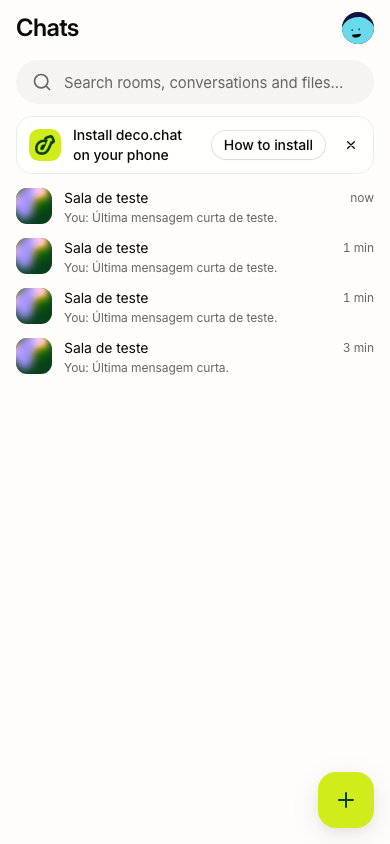 Chats
Search rooms, conversations and files...
Install deco.chat
on your phone
How to install
Sala de teste
now
You: Última mensagem curta de teste.
Sala de teste
1 min
You: Última mensagem curta de teste.
Sala de teste
1 min
You: Última mensagem curta de teste.
Sala de teste
3 min
You: Última mensagem curta.